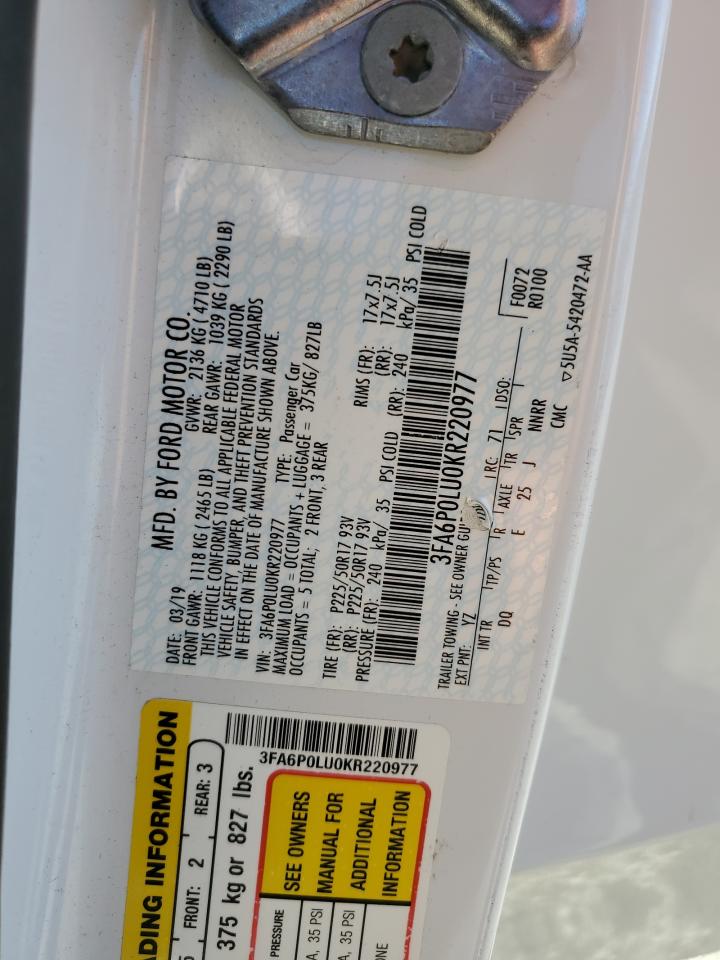 MFD. BY FORD MOTOR CO.
DATE: 03/19 GVWR: 2136 KG ( 4710 LB)
FRONT GAWR: 1118 KG ( 2465 LB) REAR GAWR: 1039 KG ( 2290 LB)
THIS VEHICLE CONFORMS TO ALL APPLICABLE FEDERAL MOTOR
VEHICLE SAFETY, BUMPER, AND THEFT PREVENTION STANDARDS
IN EFFECT ON THE DATE OF MANUFACTURE SHOWN ABOVE.
VIN: 3FA6P0LU0KR220977 TYPE: Passenger Car
MAXIMUM LOAD = OCCUPANTS + LUGGAGE = 375KG/ 827LB
OCCUPANTS = 5 TOTAL; 2 FRONT, 3 REAR
TIRE (FR): P225/50R17 93V RIMS (FR): 17x7.5J
(RR): P225/50R17 93V (RR): 17x7.5J
PRESSURE (FR): 240 kPa/ 35 PSI COLD (RR): 240 kPa/ 35 PSI COLD
3FA6P0LU0KR220977
TRAILER TOWING - SEE OWNER
EXT PNT: YZ RC: 71 DSO:
INT TR TP/PS R AXLE TR SPR
DQ E 25 J NNRR
F0072
R0100
CMC ▽5U5A-5420472-AA
ADING INFORMATION
FRONT: 2 REAR: 3
375 kg or 827 lbs.
3FA6P0LU0KR220977
PRESSURE
35 PSI
35 PSI
SEE OWNERS
MANUAL FOR
ADDITIONAL
INFORMATION